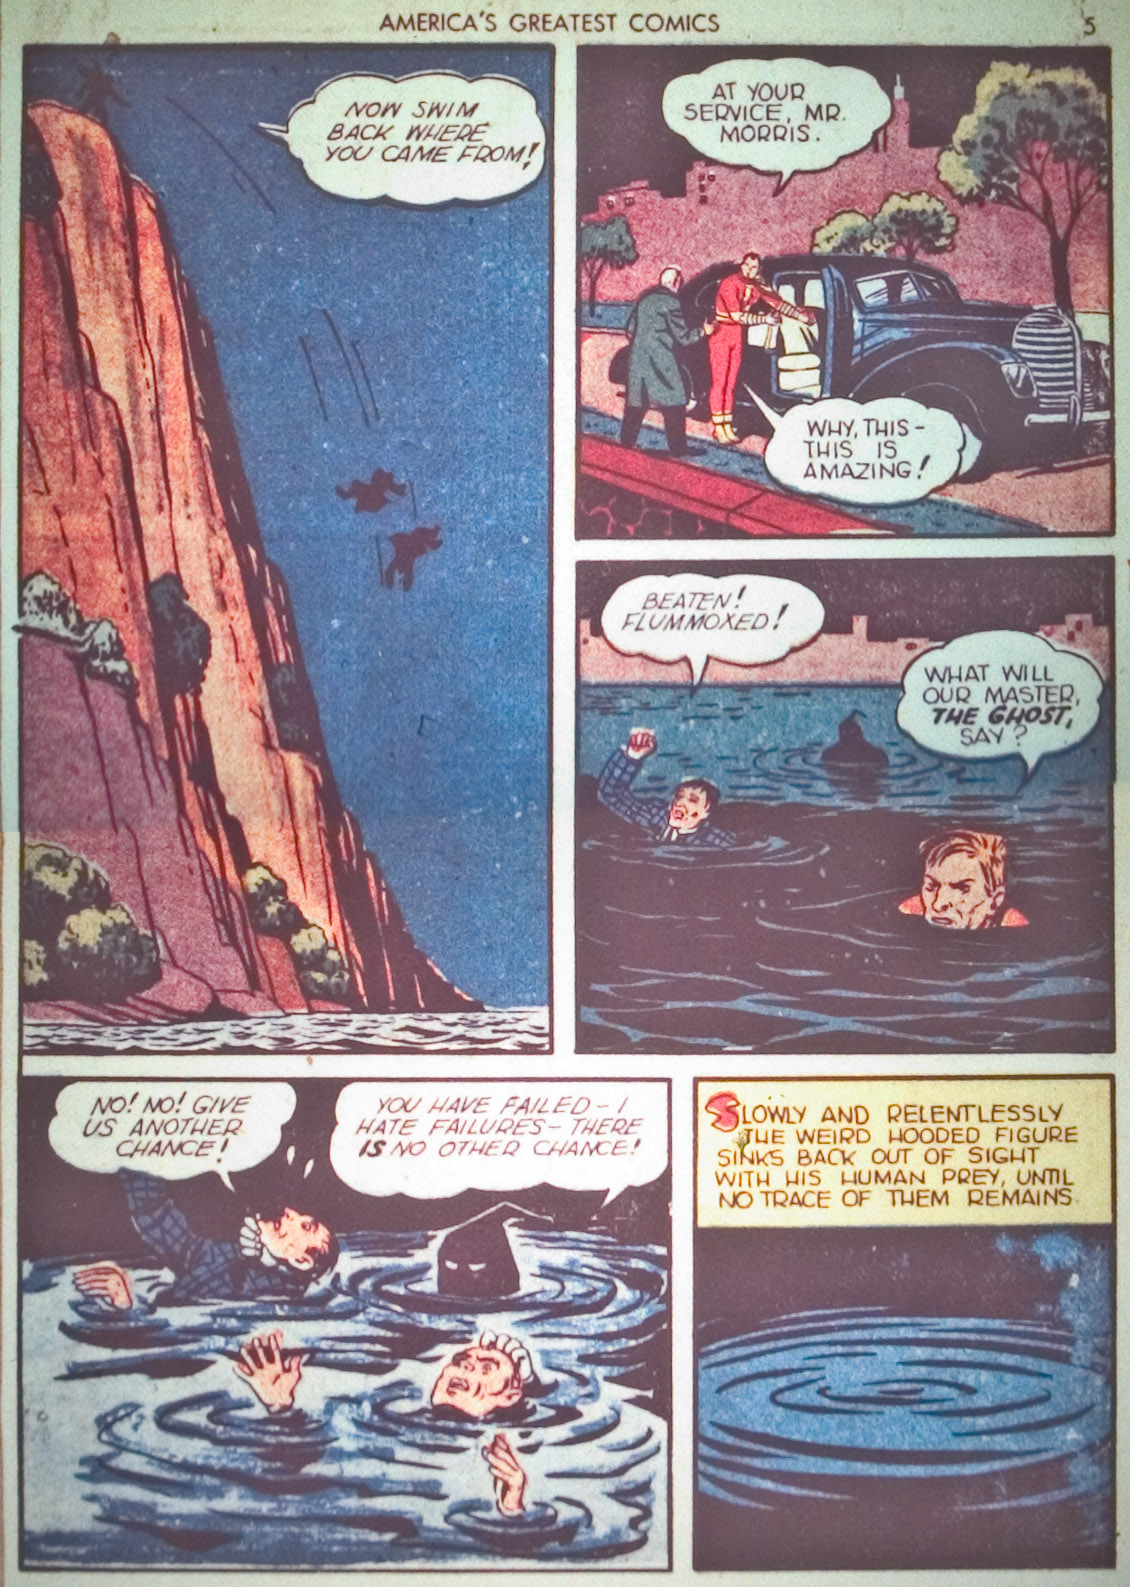 AMERICA'S GREATEST COMICS
5
NOW SWIM
BACK WHERE
YOU CAME FROM!
AT YOUR
SERVICE, MR.
MORRIS.
WHY, THIS -
THIS IS
AMAZING!
BEATEN!
FLUMMOXED!
WHAT WILL
OUR MASTER,
THE GHOST,
SAY?
NO! NO! GIVE
US ANOTHER
CHANCE!
YOU HAVE FAILED - I
HATE FAILURES - THERE
IS NO OTHER CHANCE!
SLOWLY AND RELENTLESSLY
THE WEIRD HOODED FIGURE
SINKS BACK OUT OF SIGHT
WITH HIS HUMAN PREY, UNTIL
NO TRACE OF THEM REMAINS.